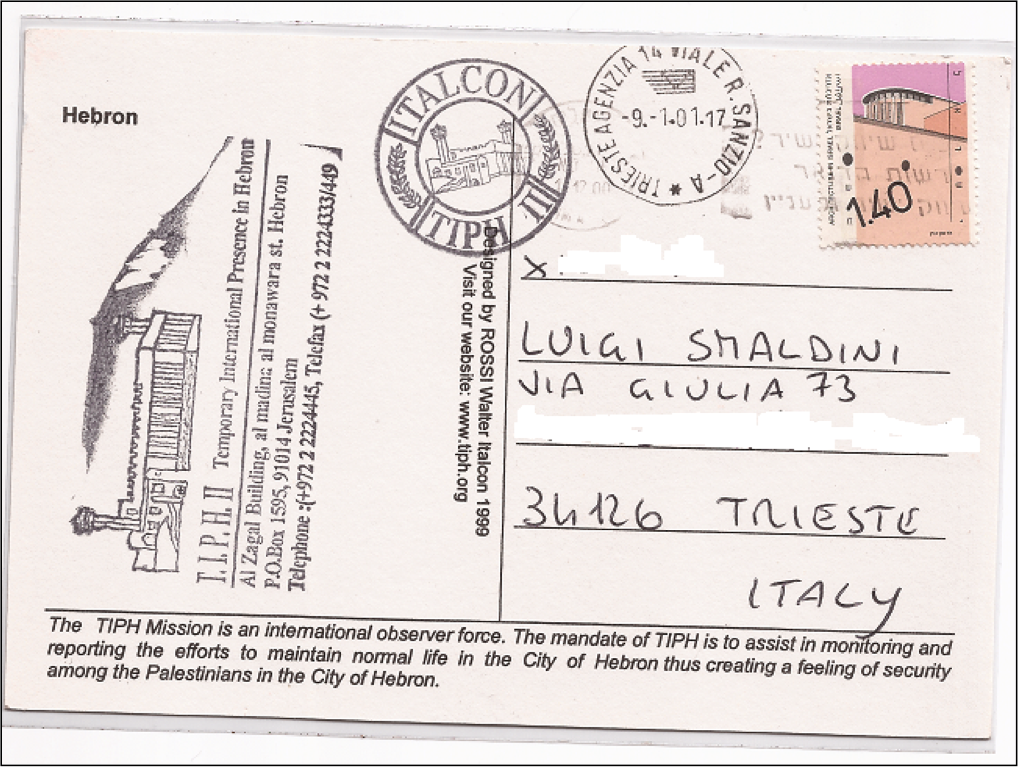 Hebron
ITALCON
TIPH II
TRIESTE AGENZIA 14 VIALE R. SANZIO - A *
-9.-1.01.17
ISRAEL
1.40
T.I.P.H. II Temporary International Presence in Hebron
Al Zagal Building, al madina al monawara st. Hebron
P.O.Box 1595, 91014 Jerusalem
Telephone :(+972 2 2224445, Telefax (+ 972 2 2224333/449
Designed by ROSSI Walter Italcon 1999
Visit our website: www.tiph.org
X
LUIGI SMALDINI
VIA GIULIA 73
34126 TRIESTE
ITALY
The TIPH Mission is an international observer force. The mandate of TIPH is to assist in monitoring and
reporting the efforts to maintain normal life in the City of Hebron thus creating a feeling of security
among the Palestinians in the City of Hebron.